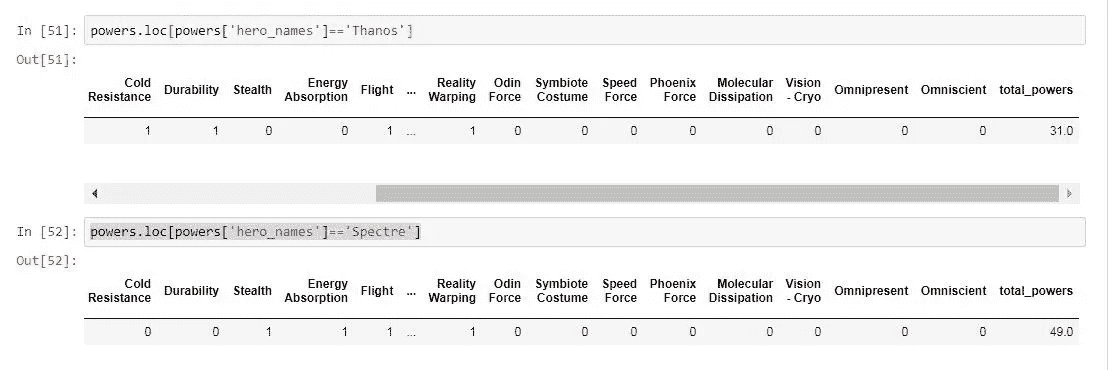 In [51]: powers.loc[powers['hero_names']=='Thanos']
Out[51]:
Cold Resistance Durability Stealth Energy Absorption Flight ... Reality Warping Odin Force Symbiote Costume Speed Force Phoenix Force Molecular Dissipation Vision - Cryo Omnipresent Omniscient total_powers
1 1 0 0 1 ... 1 0 0 0 0 0 0 0 0 31.0
In [52]: powers.loc[powers['hero_names']=='Spectre']
Out[52]:
Cold Resistance Durability Stealth Energy Absorption Flight ... Reality Warping Odin Force Symbiote Costume Speed Force Phoenix Force Molecular Dissipation Vision - Cryo Omnipresent Omniscient total_powers
0 0 1 1 1 ... 1 0 0 0 0 0 0 0 0 49.0